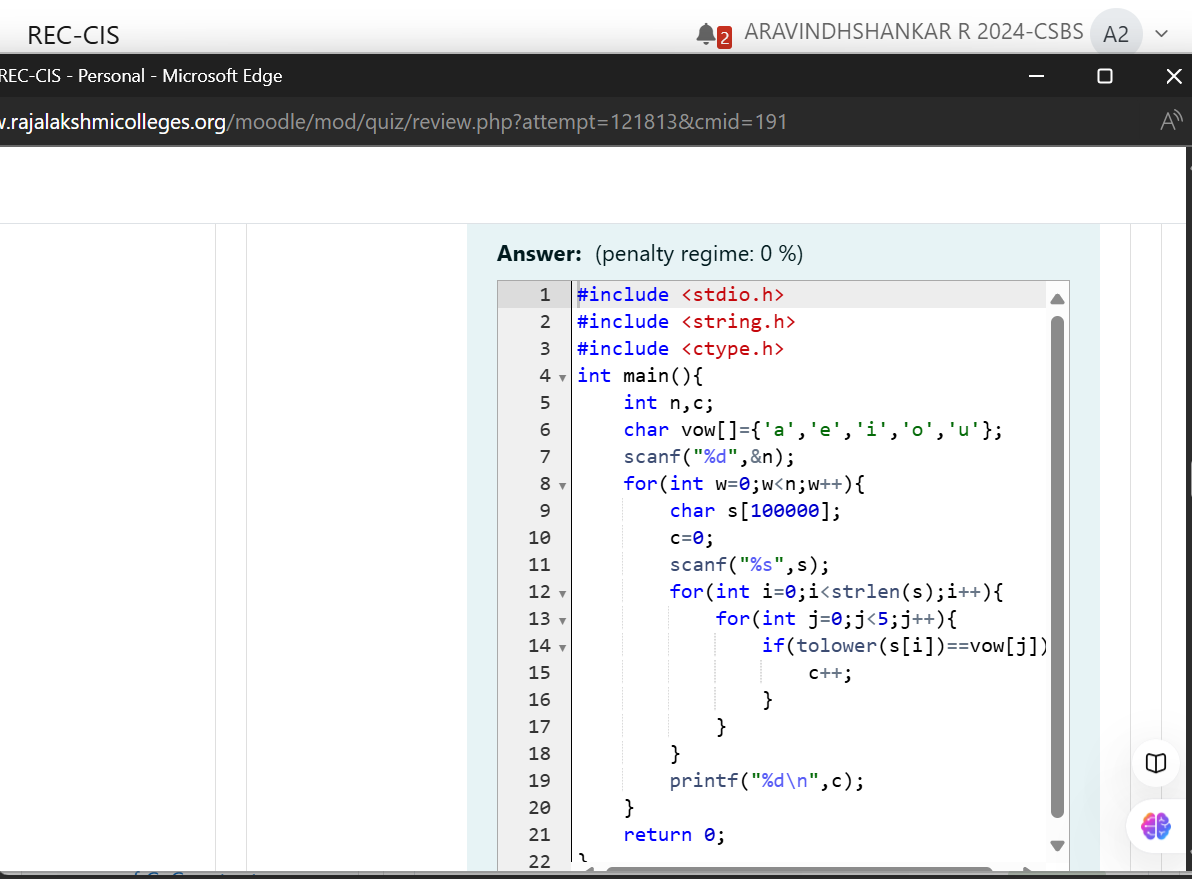 REC-CIS
2 ARAVINDHSHANKAR R 2024-CSBS A2
REC-CIS - Personal - Microsoft Edge
w.rajalakshmicolleges.org/moodle/mod/quiz/review.php?attempt=121813&cmid=191
Answer: (penalty regime: 0 %)
1 #include <stdio.h>
2 #include <string.h>
3 #include <ctype.h>
4 int main(){
5 int n,c;
6 char vow[]={'a','e','i','o','u'};
7 scanf("%d",&n);
8 for(int w=0;w<n;w++){
9 char s[100000];
10 c=0;
11 scanf("%s",s);
12 for(int i=0;i<strlen(s);i++){
13 for(int j=0;j<5;j++){
14 if(tolower(s[i])==vow[j])
15 c++;
16 }
17 }
18 }
19 printf("%d\n",c);
20 }
21 return 0;
22 }